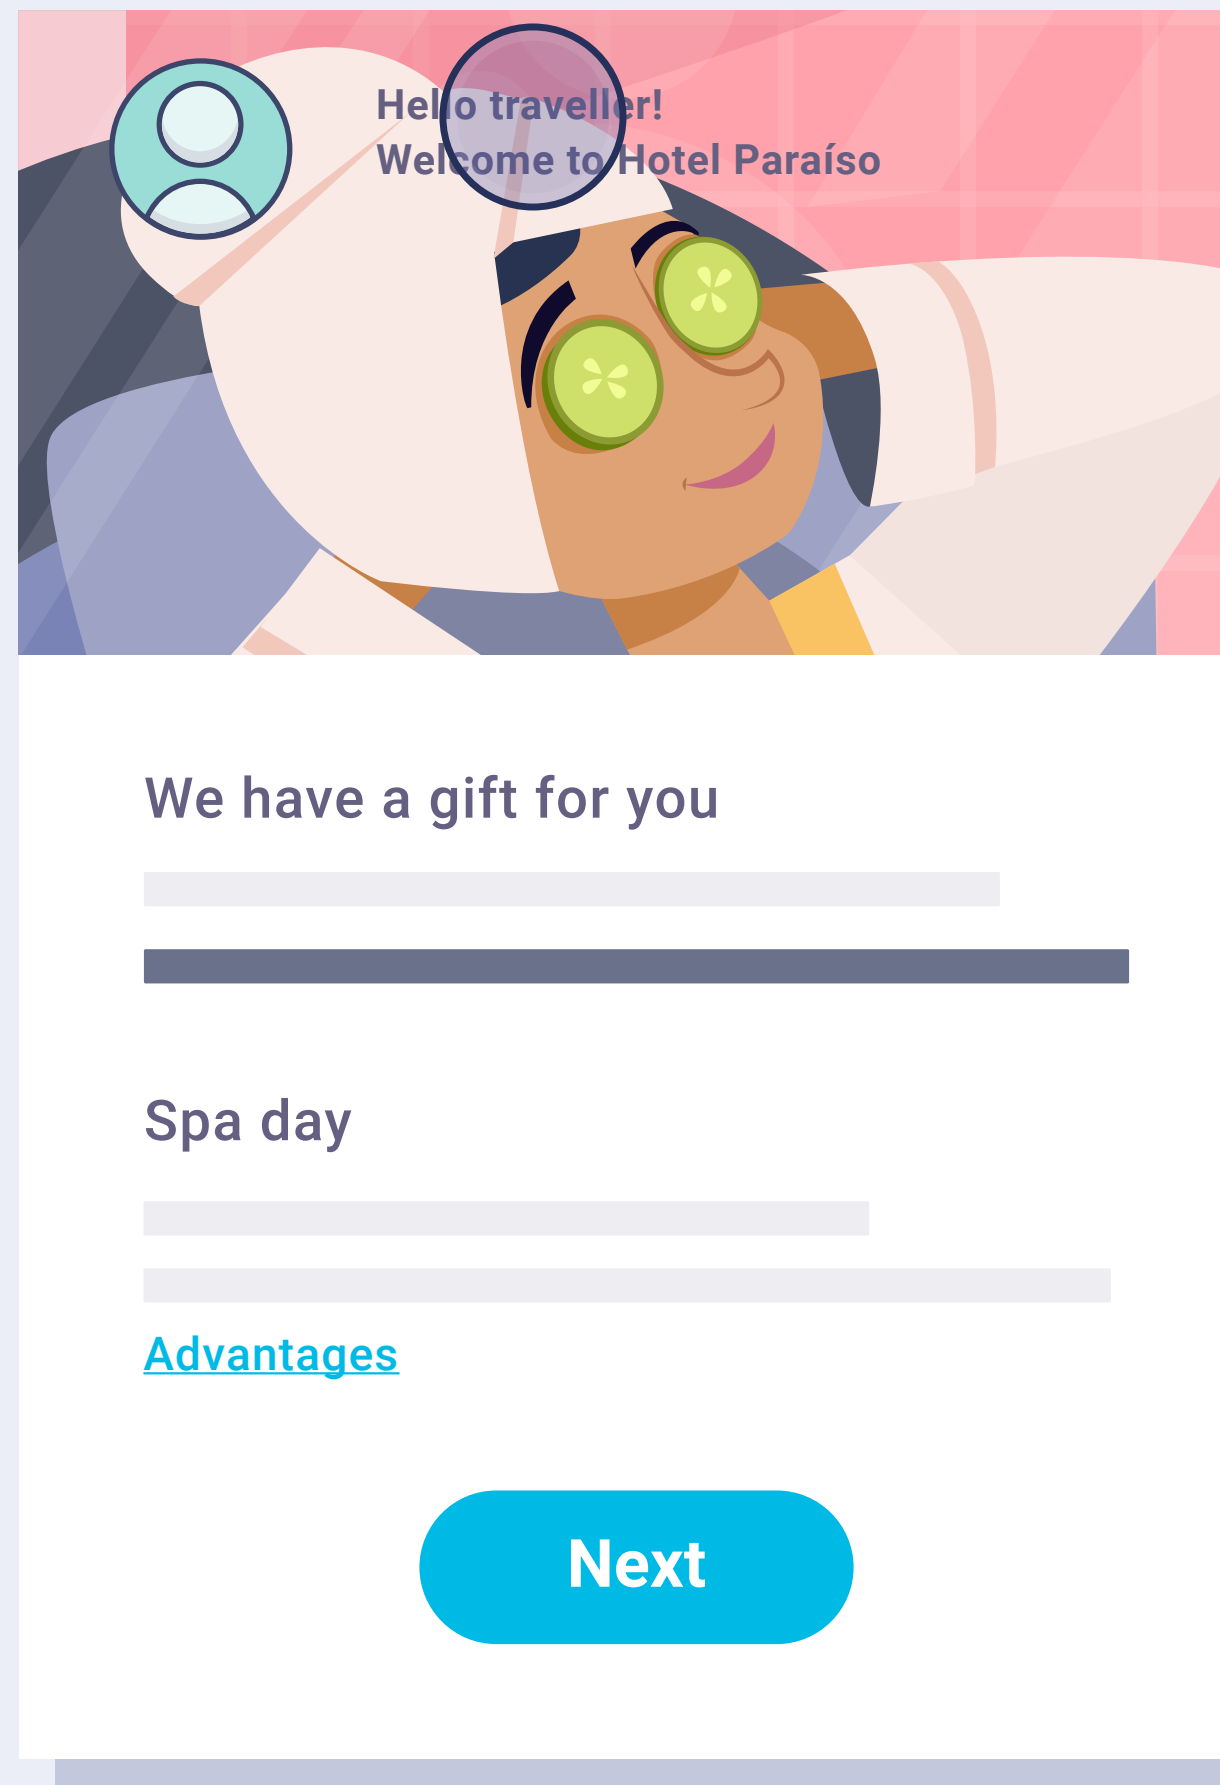 Hello traveller!
Welcome to Hotel Paraíso
We have a gift for you
Spa day
Advantages
Next